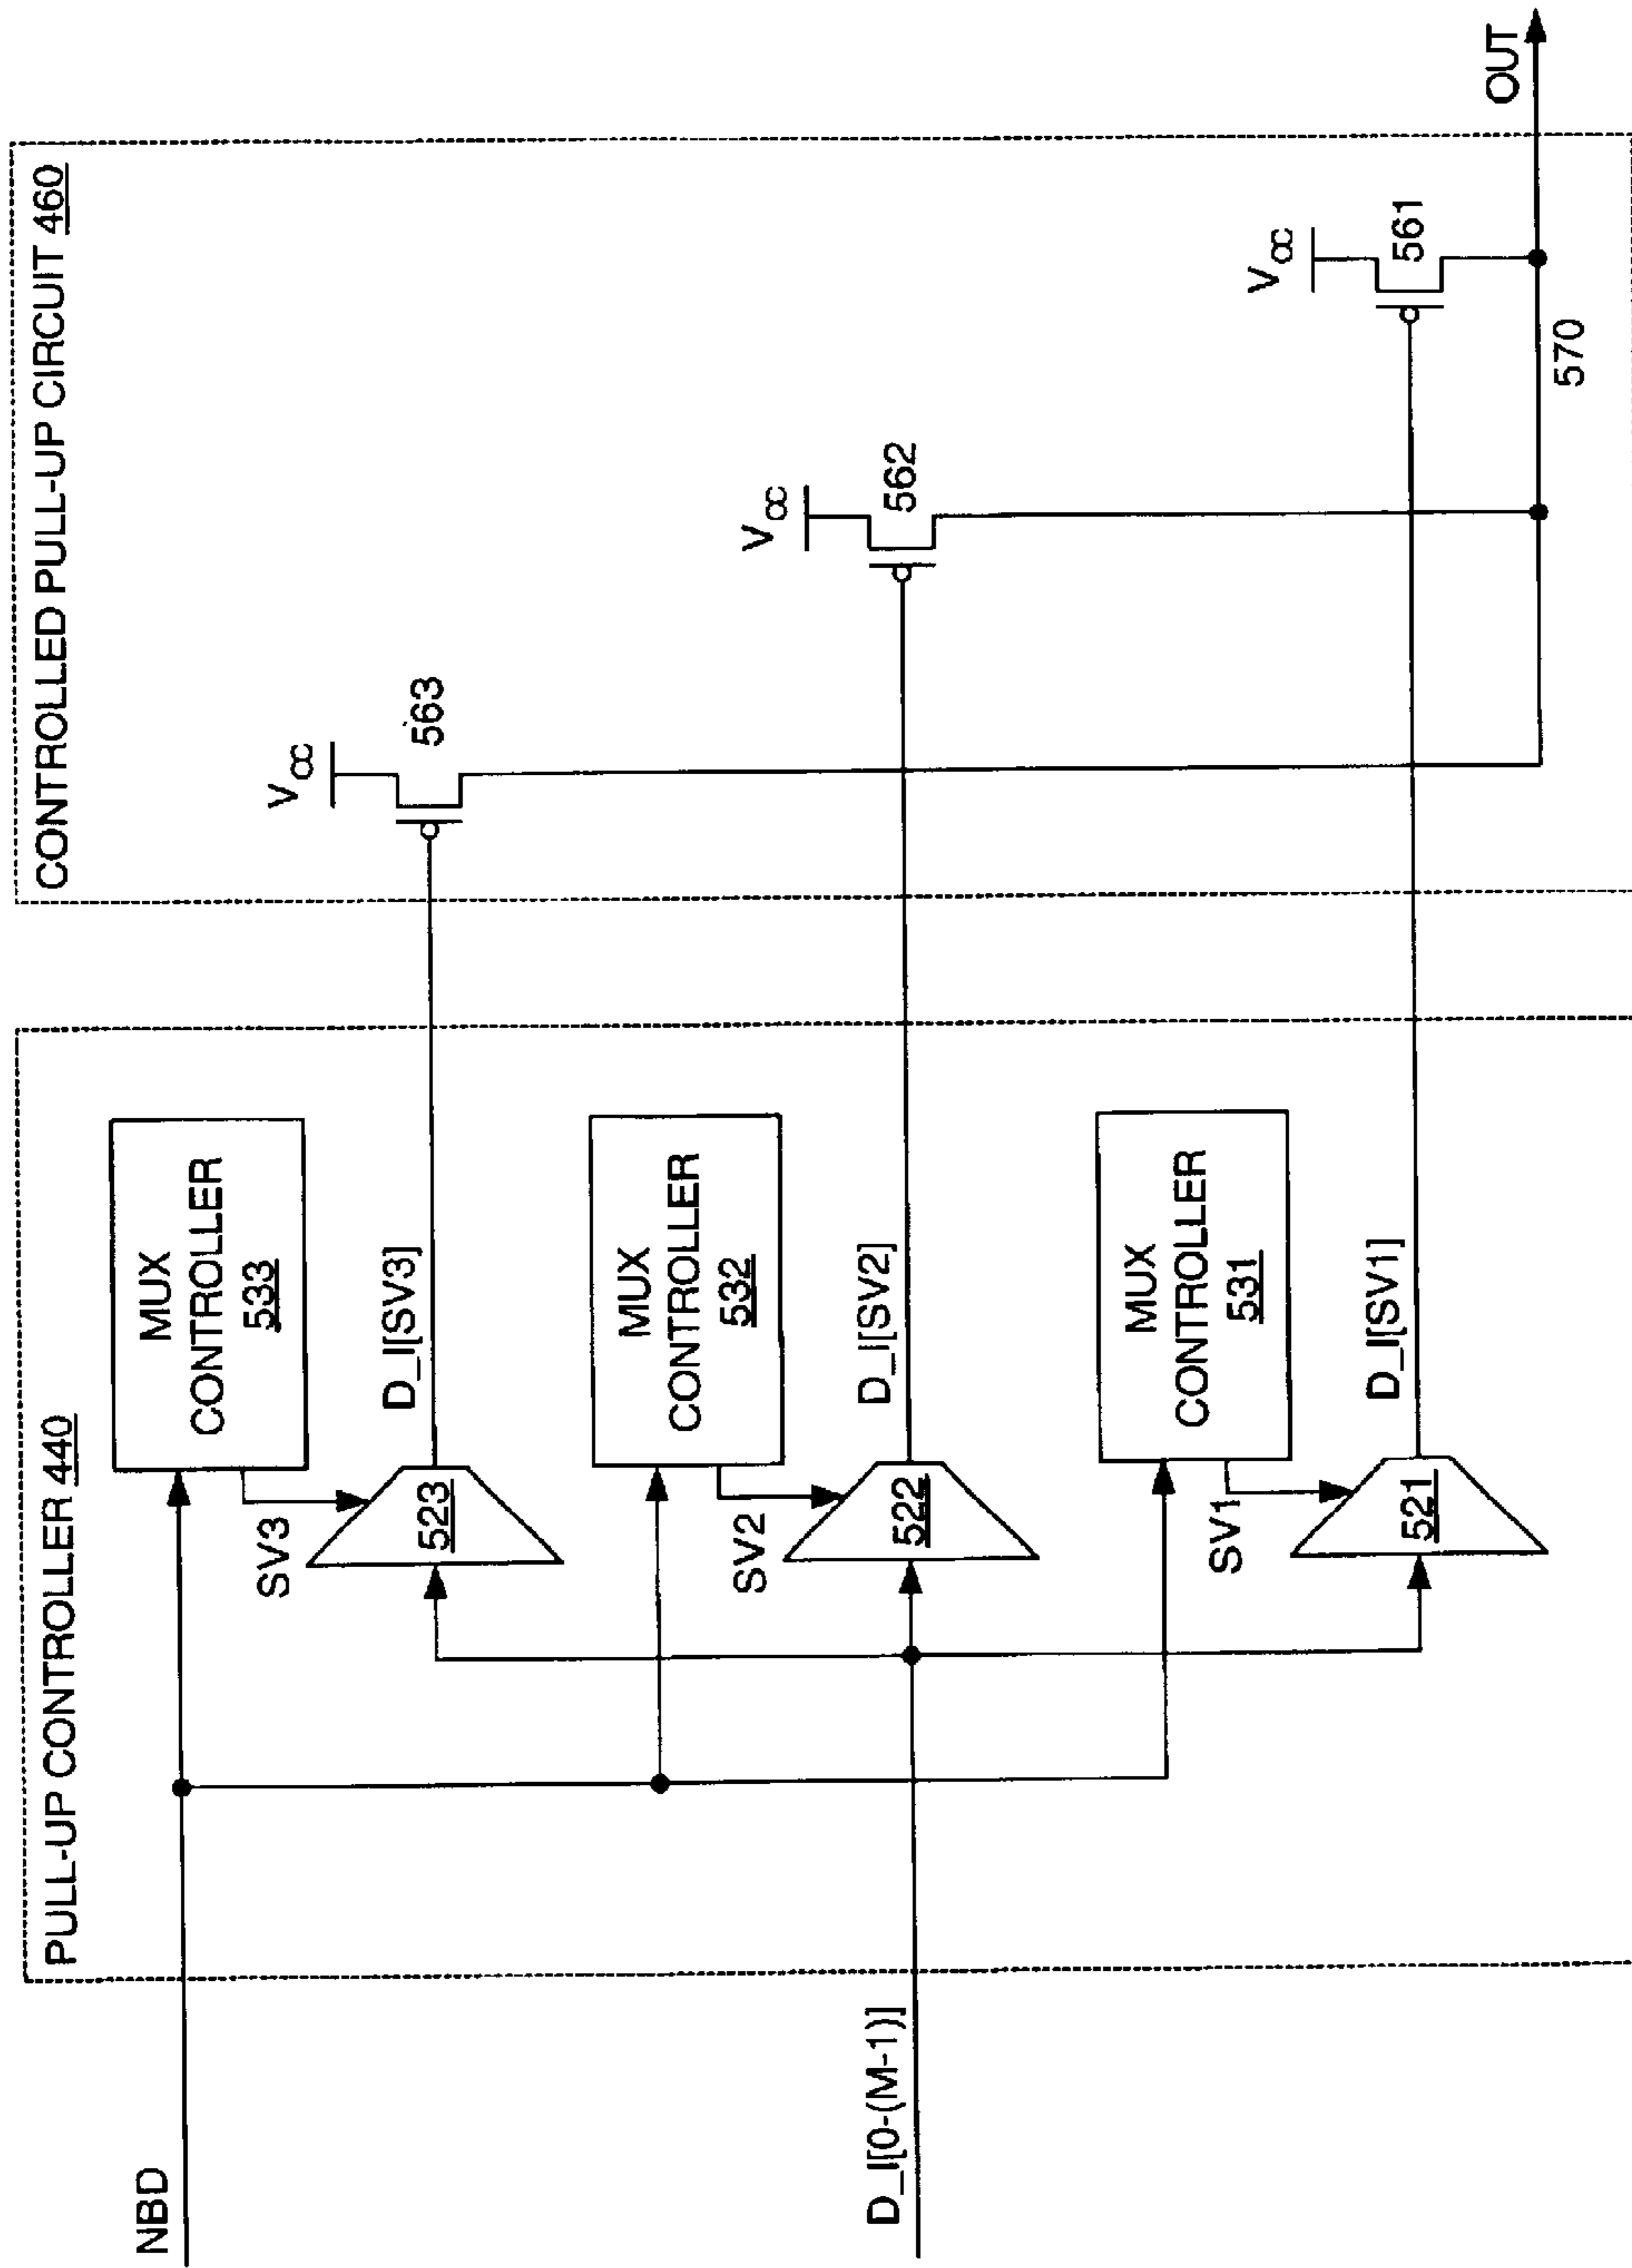 PULL-UP CONTROLLER 440
CONTROLLED PULL-UP CIRCUIT 460
NBD
MUX
CONTROLLER
533
SV3
523
D_I[SV3]
VCC
563
MUX
CONTROLLER
532
SV2
522
D_I[SV2]
VCC
562
D_I[0-(M-1)]
MUX
CONTROLLER
531
SV1
521
D_I[SV1]
VCC
561
570
OUT